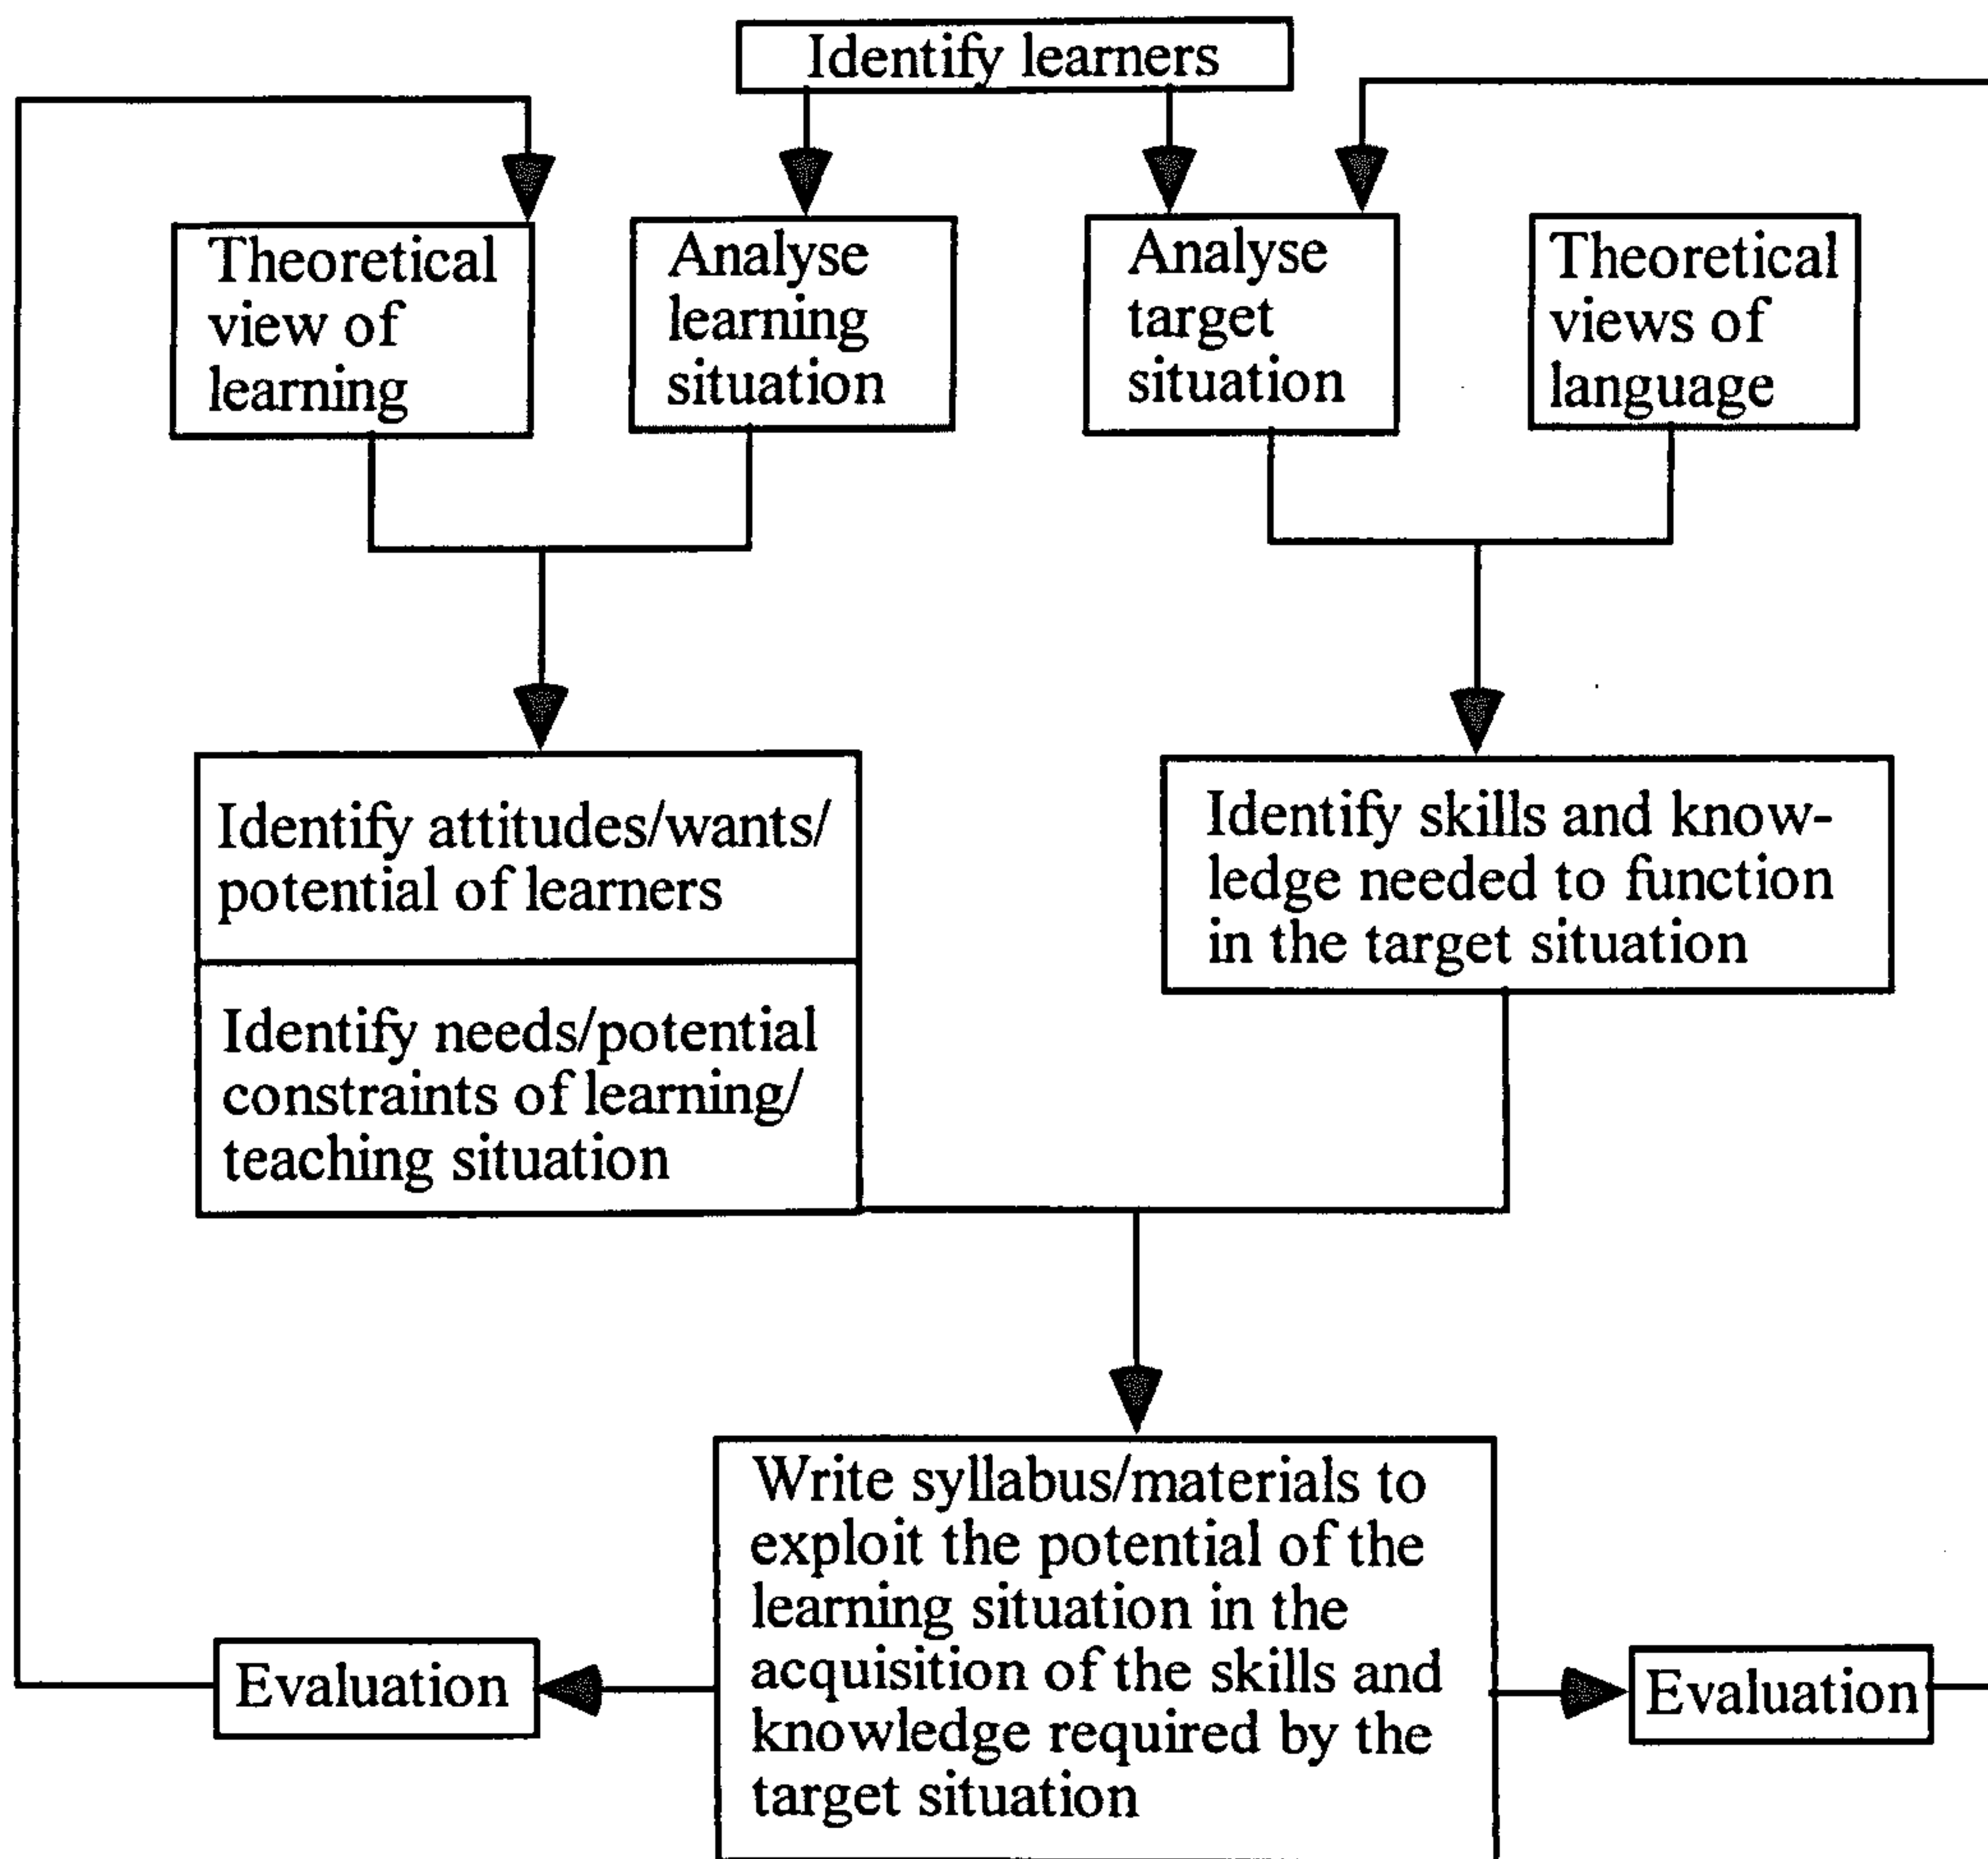 Identify learners
Theoretical
view of
learning
Analyse
learning
situation
Analyse
target
situation
Theoretical
views of
language
Identify attitudes/wants/
potential of learners
Identify needs/potential
constraints of learning/
teaching situation
Identify skills and know-
ledge needed to function
in the target situation
Write syllabus/materials to
exploit the potential of the
learning situation in the
acquisition of the skills and
knowledge required by the
target situation
Evaluation
Evaluation